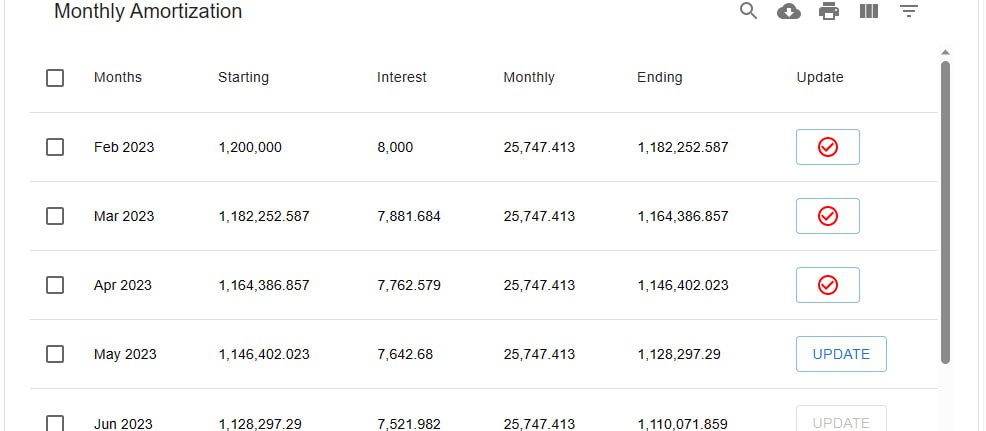 Monthly Amortization
Months Starting Interest Monthly Ending Update
Feb 2023 1,200,000 8,000 25,747.413 1,182,252.587
Mar 2023 1,182,252.587 7,881.684 25,747.413 1,164,386.857
Apr 2023 1,164,386.857 7,762.579 25,747.413 1,146,402.023
May 2023 1,146,402.023 7,642.68 25,747.413 1,128,297.29 UPDATE
Jun 2023 1,128,297.29 7,521.982 25,747.413 1,110,071.859 UPDATE